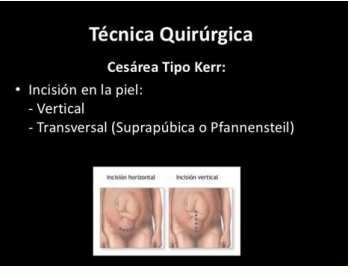 Técnica Quirúrgica
Cesárea Tipo Kerr:
• Incisión en la piel:
- Vertical
- Transversal (Suprapúbica o Pfannensteil)
Incisión horizontal Incisión vertical